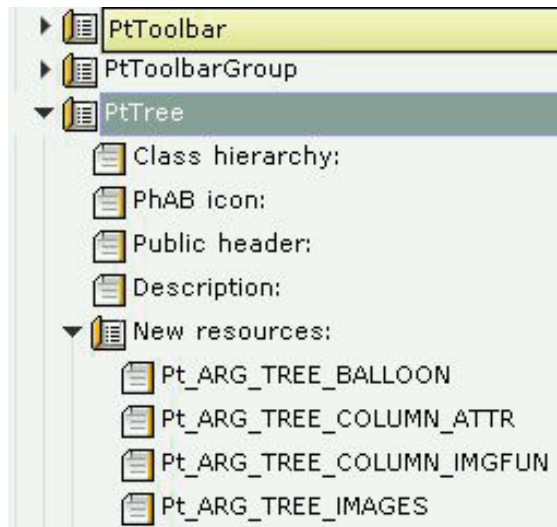 PtToolbar
PtToolbarGroup
PtTree
Class hierarchy:
PhAB icon:
Public header:
Description:
New resources:
Pt_ARG_TREE_BALLOON
Pt_ARG_TREE_COLUMN_ATTR
Pt_ARG_TREE_COLUMN_IMGFUN
Pt_ARG_TREE_IMAGES